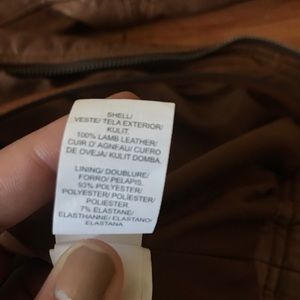 SHELL/
VESTE/ TELA EXTERIOR/
KULIT.
100% LAMB LEATHER/
CUIR D' AGNEAU/ CUERO
DE OVEJA/ KULIT DOMBA.
LINING/ DOUBLURE/
FORRO/ PELAPIS.
93% POLYESTER/
POLYESTER/ POLIÉSTER/
POLIESTER.
7% ELASTANE/
ELASTHANNE/ ELASTANO/
ELASTANA